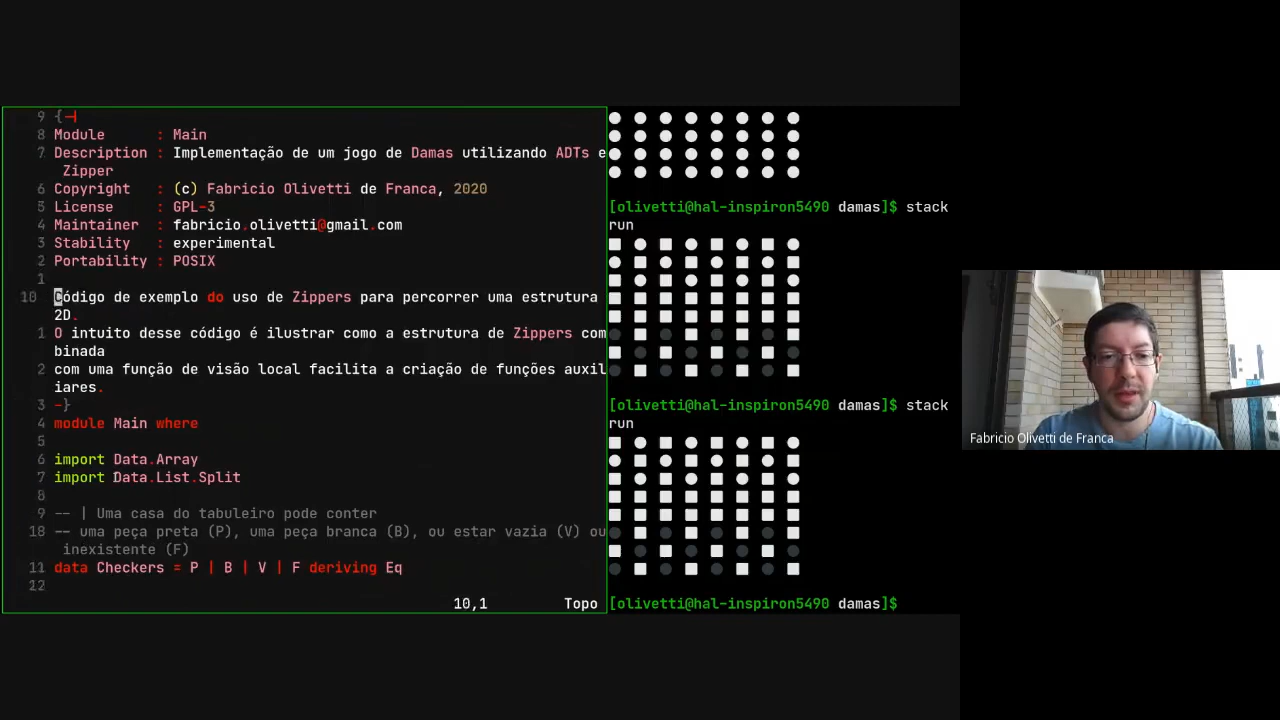 9 {-
8 Module : Main
7 Description : Implementação de um jogo de Damas utilizando ADTs e
Zipper
6 Copyright : (c) Fabricio Olivetti de Franca, 2020
5 License : GPL-3
4 Maintainer : fabricio.olivetti@gmail.com
3 Stability : experimental
2 Portability : POSIX
1
10 Código de exemplo do uso de Zippers para percorrer uma estrutura
2D.
1 O intuito desse código é ilustrar como a estrutura de Zippers com
binada
2 com uma função de visão local facilita a criação de funções auxil
iares.
3 -}
4 module Main where
5
6 import Data.Array
7 import Data.List.Split
8
9 -- | Uma casa do tabuleiro pode conter
10 -- uma peça preta (P), uma peça branca (B), ou estar vazia (V) ou
inexistente (F)
11 data Checkers = P | B | V | F deriving Eq
12
10,1 Topo
[olivetti@hal-inspiron5490 damas]$ stack
run
[olivetti@hal-inspiron5490 damas]$ stack
run
[olivetti@hal-inspiron5490 damas]$
Fabricio Olivetti de Franca